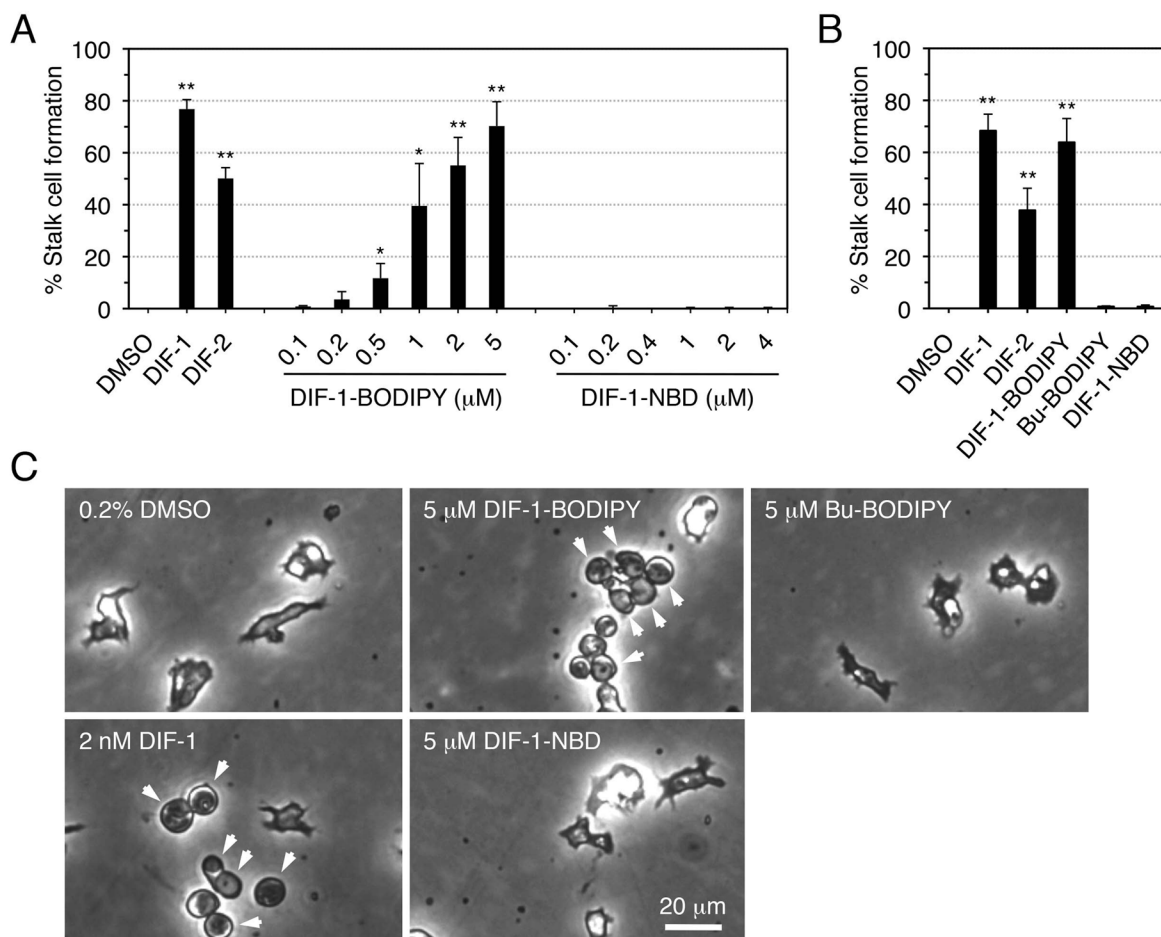 A
% Stalk cell formation
100
80
60
40
20
0
** ** * * ** **
DMSO DIF-1 DIF-2 0.1 0.2 0.5 1 2 5 0.1 0.2 0.4 1 2 4
DIF-1-BODIPY (μM) DIF-1-NBD (μM)
B
% Stalk cell formation
100
80
60
40
20
0
** ** **
DMSO DIF-1 DIF-2 DIF-1-BODIPY Bu-BODIPY DIF-1-NBD
C
0.2% DMSO
5 μM DIF-1-BODIPY
5 μM Bu-BODIPY
2 nM DIF-1
5 μM DIF-1-NBD
20 μm